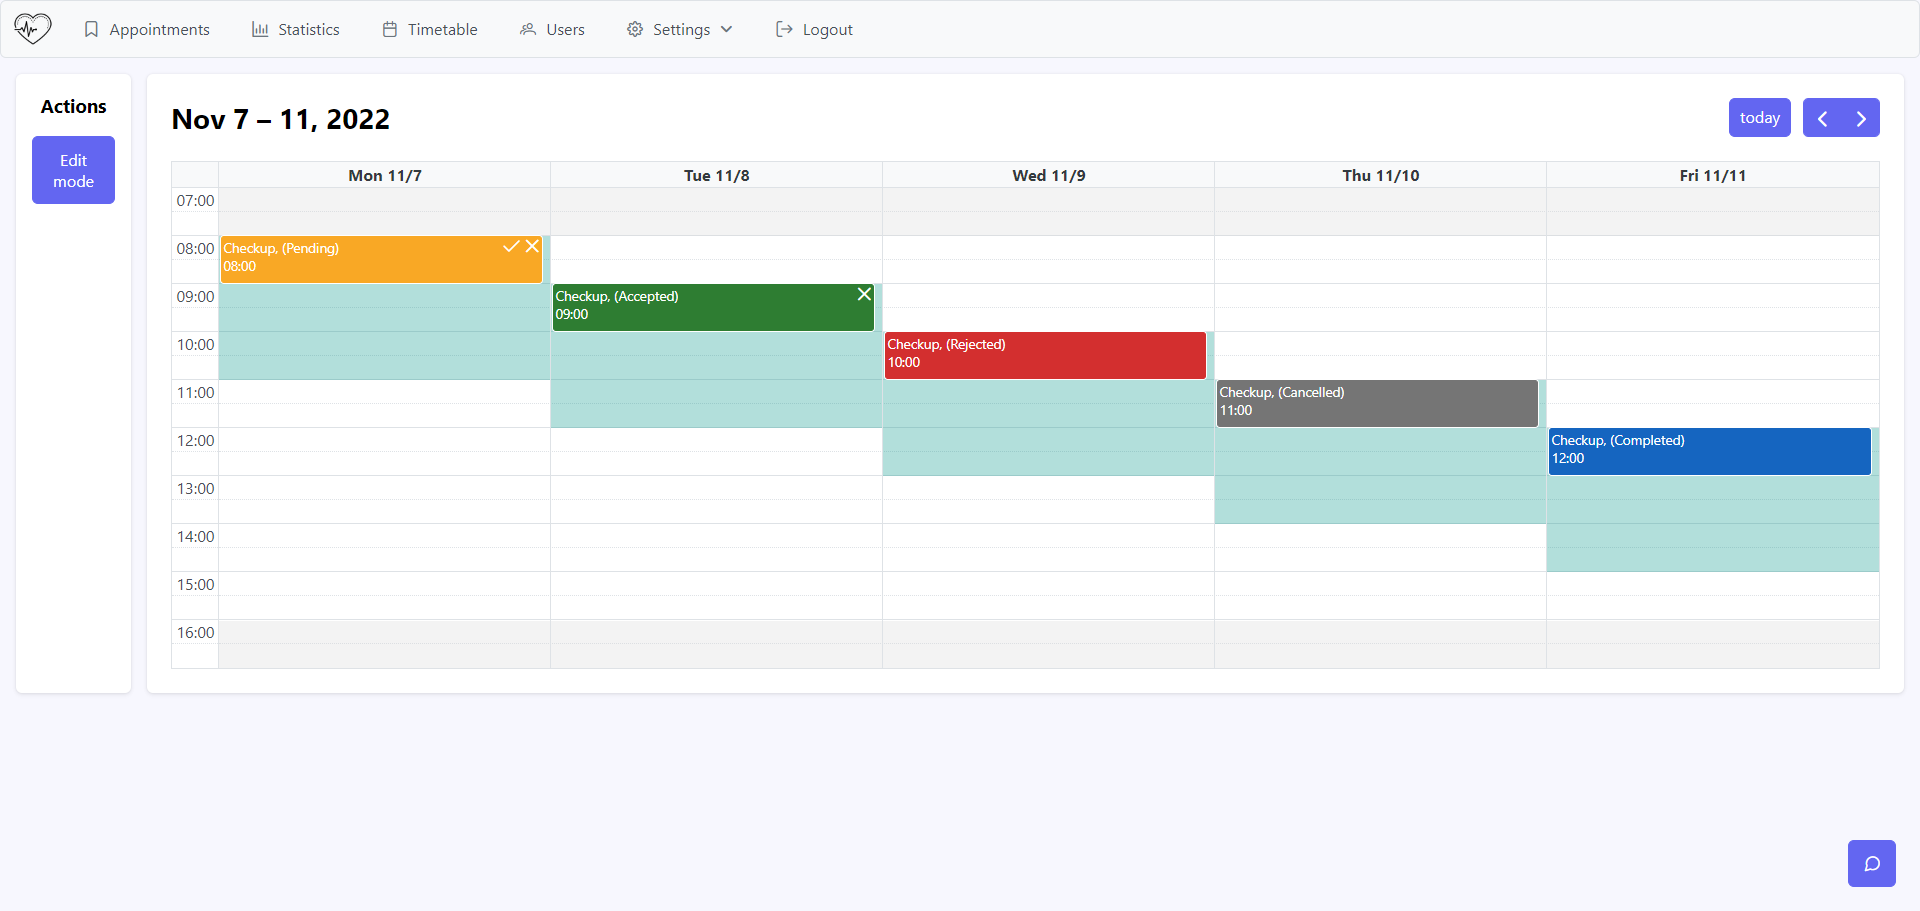 Appointments
Statistics
Timetable
Users
Settings
Logout
Actions
Edit
mode
Nov 7 – 11, 2022
today
Mon 11/7
Tue 11/8
Wed 11/9
Thu 11/10
Fri 11/11
07:00
08:00
Checkup, (Pending)
08:00
09:00
Checkup, (Accepted)
09:00
10:00
Checkup, (Rejected)
10:00
11:00
Checkup, (Cancelled)
11:00
12:00
Checkup, (Completed)
12:00
13:00
14:00
15:00
16:00